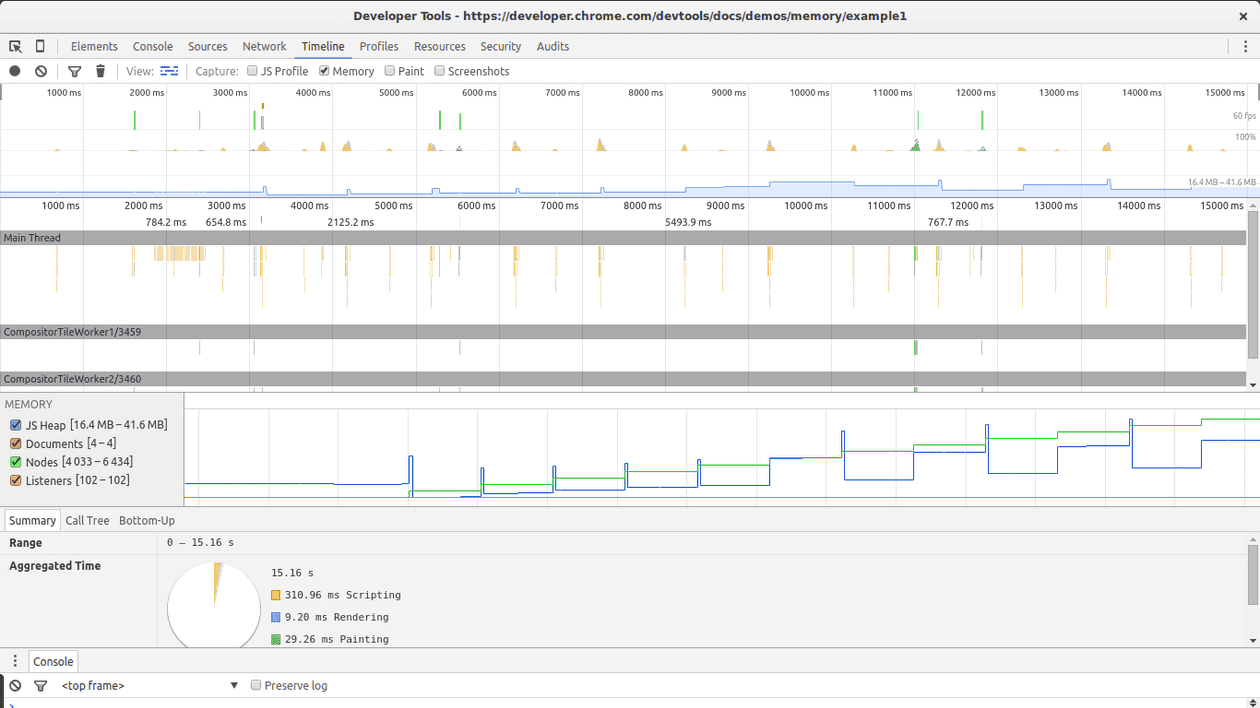 Developer Tools - https://developer.chrome.com/devtools/docs/demos/memory/example1
Elements Console Sources Network Timeline Profiles Resources Security Audits
View: Capture: JS Profile Memory Paint Screenshots
1000 ms 2000 ms 3000 ms 4000 ms 5000 ms 6000 ms 7000 ms 8000 ms 9000 ms 10000 ms 11000 ms 12000 ms 13000 ms 14000 ms 15000 ms
60 fps
100%
16.4 MB – 41.6 MB
1000 ms 2000 ms 3000 ms 4000 ms 5000 ms 6000 ms 7000 ms 8000 ms 9000 ms 10000 ms 11000 ms 12000 ms 13000 ms 14000 ms 15000 ms
784.2 ms 654.8 ms 2125.2 ms 5493.9 ms 767.7 ms
Main Thread
CompositorTileWorker1/3459
CompositorTileWorker2/3460
MEMORY
JS Heap [16.4 MB – 41.6 MB]
Documents [4 – 4]
Nodes [4 033 – 6 434]
Listeners [102 – 102]
Summary Call Tree Bottom-Up
Range 0 – 15.16 s
Aggregated Time
15.16 s
310.96 ms Scripting
9.20 ms Rendering
29.26 ms Painting
Console
<top frame> ▼ Preserve log